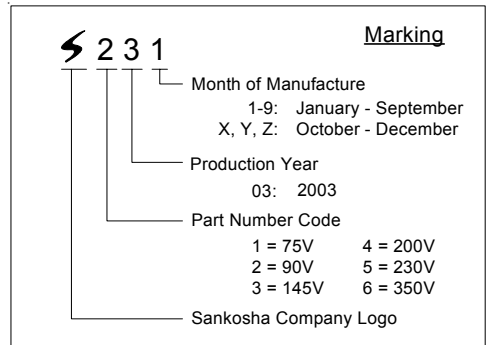 Marking
2 3 1
Month of Manufacture
1-9: January - September
X, Y, Z: October - December
Production Year
03: 2003
Part Number Code
1 = 75V 4 = 200V
2 = 90V 5 = 230V
3 = 145V 6 = 350V
Sankosha Company Logo